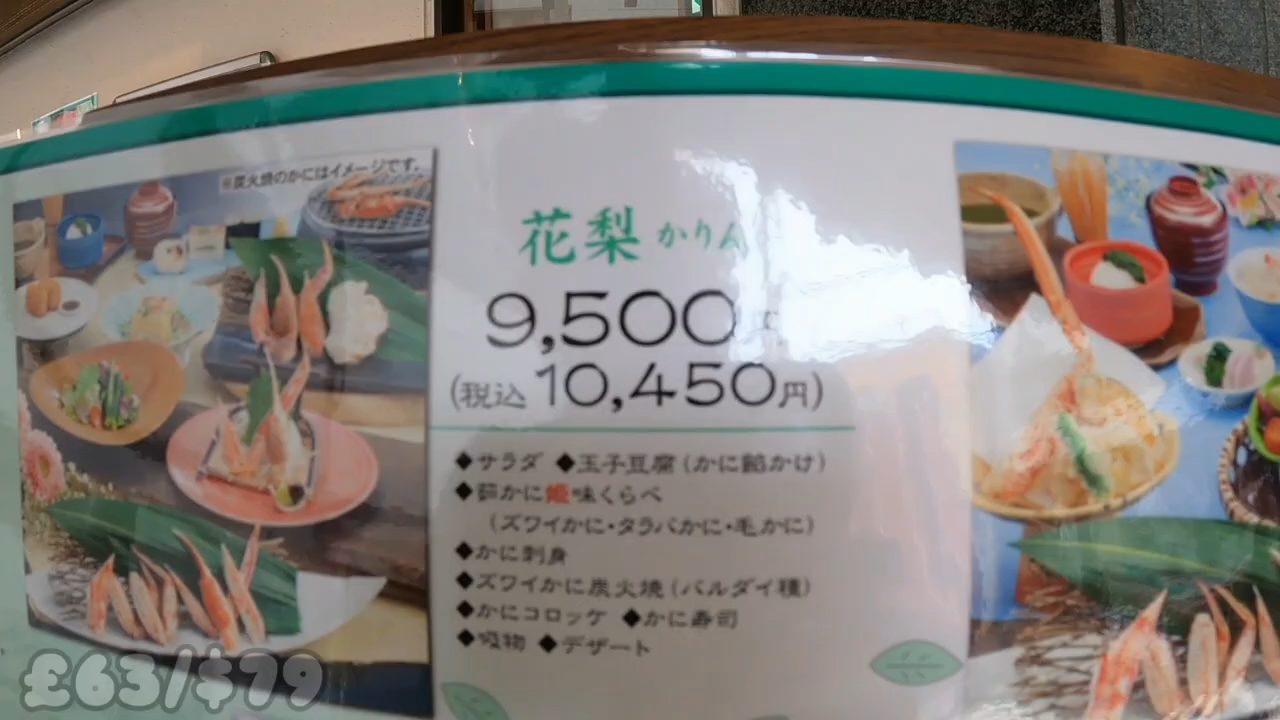 ※炭火焼のかにはイメージです。
花梨 かりん
9,500
(税込 10,450円)
◆サラダ ◆玉子豆腐(かに餡かけ)
◆茹かに姫味くらべ
(ズワイかに・タラバかに・毛かに)
◆かに刺身
◆ズワイかに炭火焼(バルダイ種)
◆かにコロッケ ◆かに寿司
◆吸物 ◆デザート
£63/$79